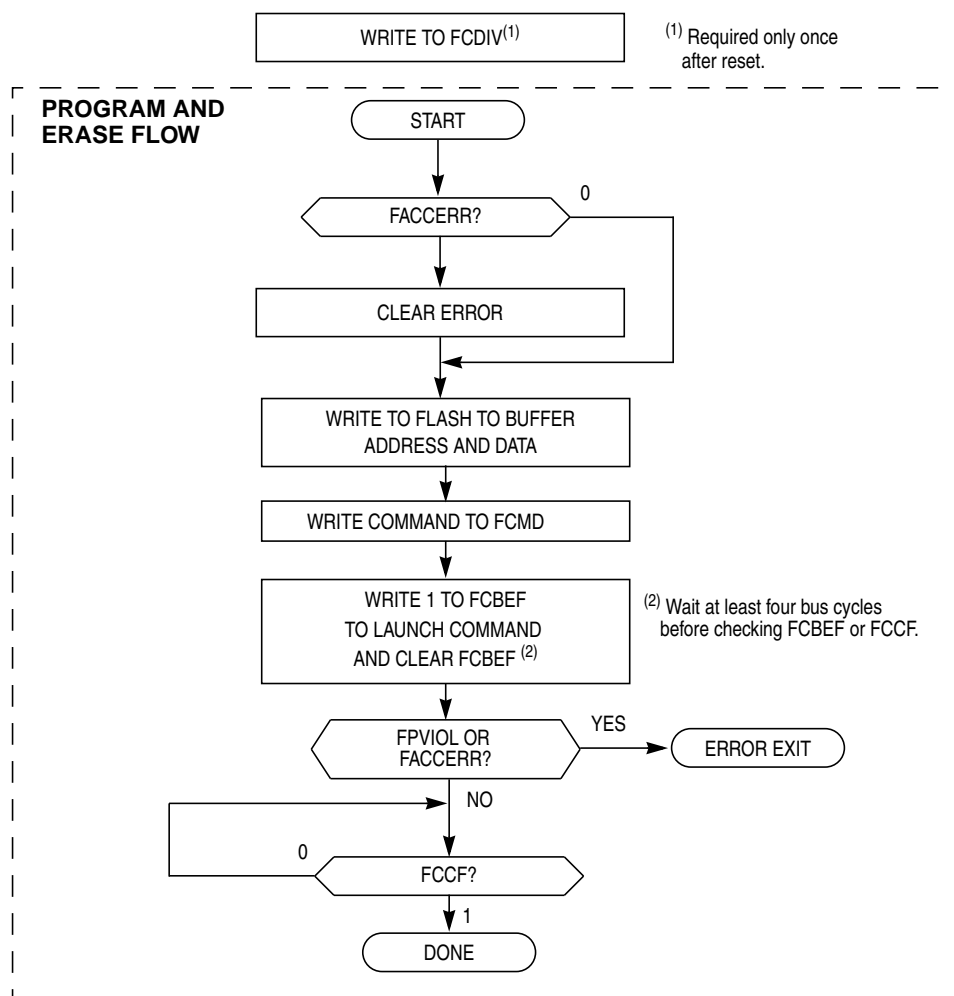 WRITE TO FCDIV(1)
(1) Required only once
after reset.
PROGRAM AND
ERASE FLOW
START
0
FACCERR?
CLEAR ERROR
WRITE TO FLASH TO BUFFER
ADDRESS AND DATA
WRITE COMMAND TO FCMD
WRITE 1 TO FCBEF
TO LAUNCH COMMAND
AND CLEAR FCBEF (2)
(2) Wait at least four bus cycles
before checking FCBEF or FCCF.
FPVIOL OR
FACCERR?
YES
ERROR EXIT
NO
0
FCCF?
1
DONE